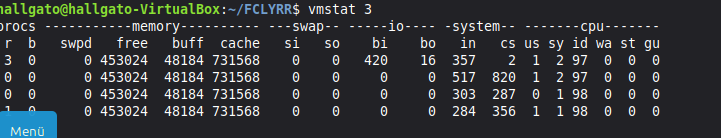 hallgato@hallgato-VirtualBox:~/FCLYRR$ vmstat 3
procs -----------memory---------- ---swap-- -----io---- -system-- -------cpu-------
 r  b   swpd   free   buff  cache   si   so    bi    bo   in   cs us sy id wa st gu
 3  0      0 453024  48184 731568    0    0   420    16  357    2  1  2 97  0  0  0
 0  0      0 453024  48184 731568    0    0     0     0  517  820  1  2 97  0  0  0
 0  0      0 453024  48184 731568    0    0     0     0  303  287  0  1 98  0  0  0
 1  0      0 453024  48184 731568    0    0     0     0  284  356  1  1 98  0  0  0
Menü